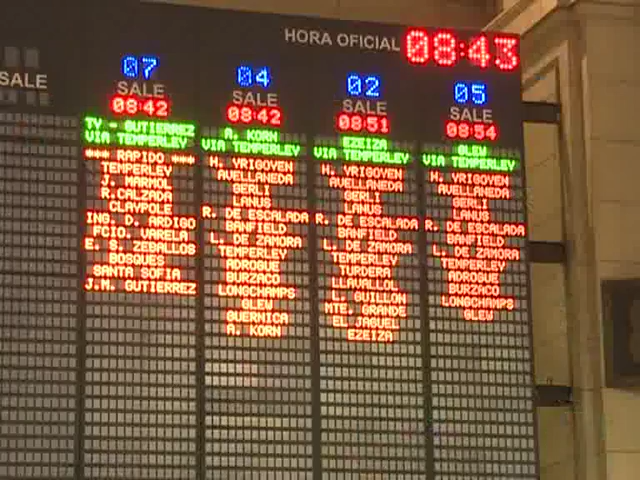 HORA OFICIAL 08:43
SALE
07
SALE
08:42
TV - GUTIERREZ
VIA TEMPERLEY
*** RAPIDO ***
TEMPERLEY
J. MARMOL
R.CALZADA
CLAYPOLE
ING. D. ARDIGO
FCIO. VARELA
E. S. ZEBALLOS
BOSQUES
SANTA SOFIA
J.M. GUTIERREZ
04
SALE
08:42
A. KORN
VIA TEMPERLEY
H. YRIGOYEN
AVELLANEDA
GERLI
LANUS
R. DE ESCALADA
BANFIELD
L. DE ZAMORA
TEMPERLEY
ADROGUE
BURZACO
LONGCHAMPS
GLEW
GUERNICA
A. KORN
02
SALE
08:51
EZEIZA
VIA TEMPERLEY
H. YRIGOYEN
AVELLANEDA
GERLI
LANUS
R. DE ESCALADA
BANFIELD
L. DE ZAMORA
TEMPERLEY
TURDERA
LLAVALLOL
L. GUILLON
MTE. GRANDE
EL JAGUEL
EZEIZA
05
SALE
08:54
GLEW
VIA TEMPERLEY
H. YRIGOYEN
AVELLANEDA
GERLI
LANUS
R. DE ESCALADA
BANFIELD
L. DE ZAMORA
TEMPERLEY
ADROGUE
BURZACO
LONGCHAMPS
GLEW